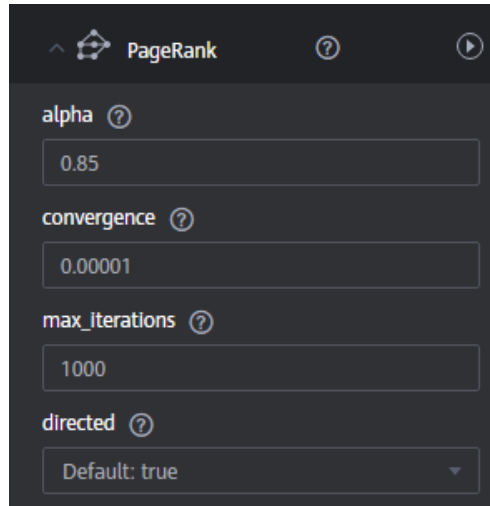 PageRank
alpha
0.85
convergence
0.00001
max_iterations
1000
directed
Default: true